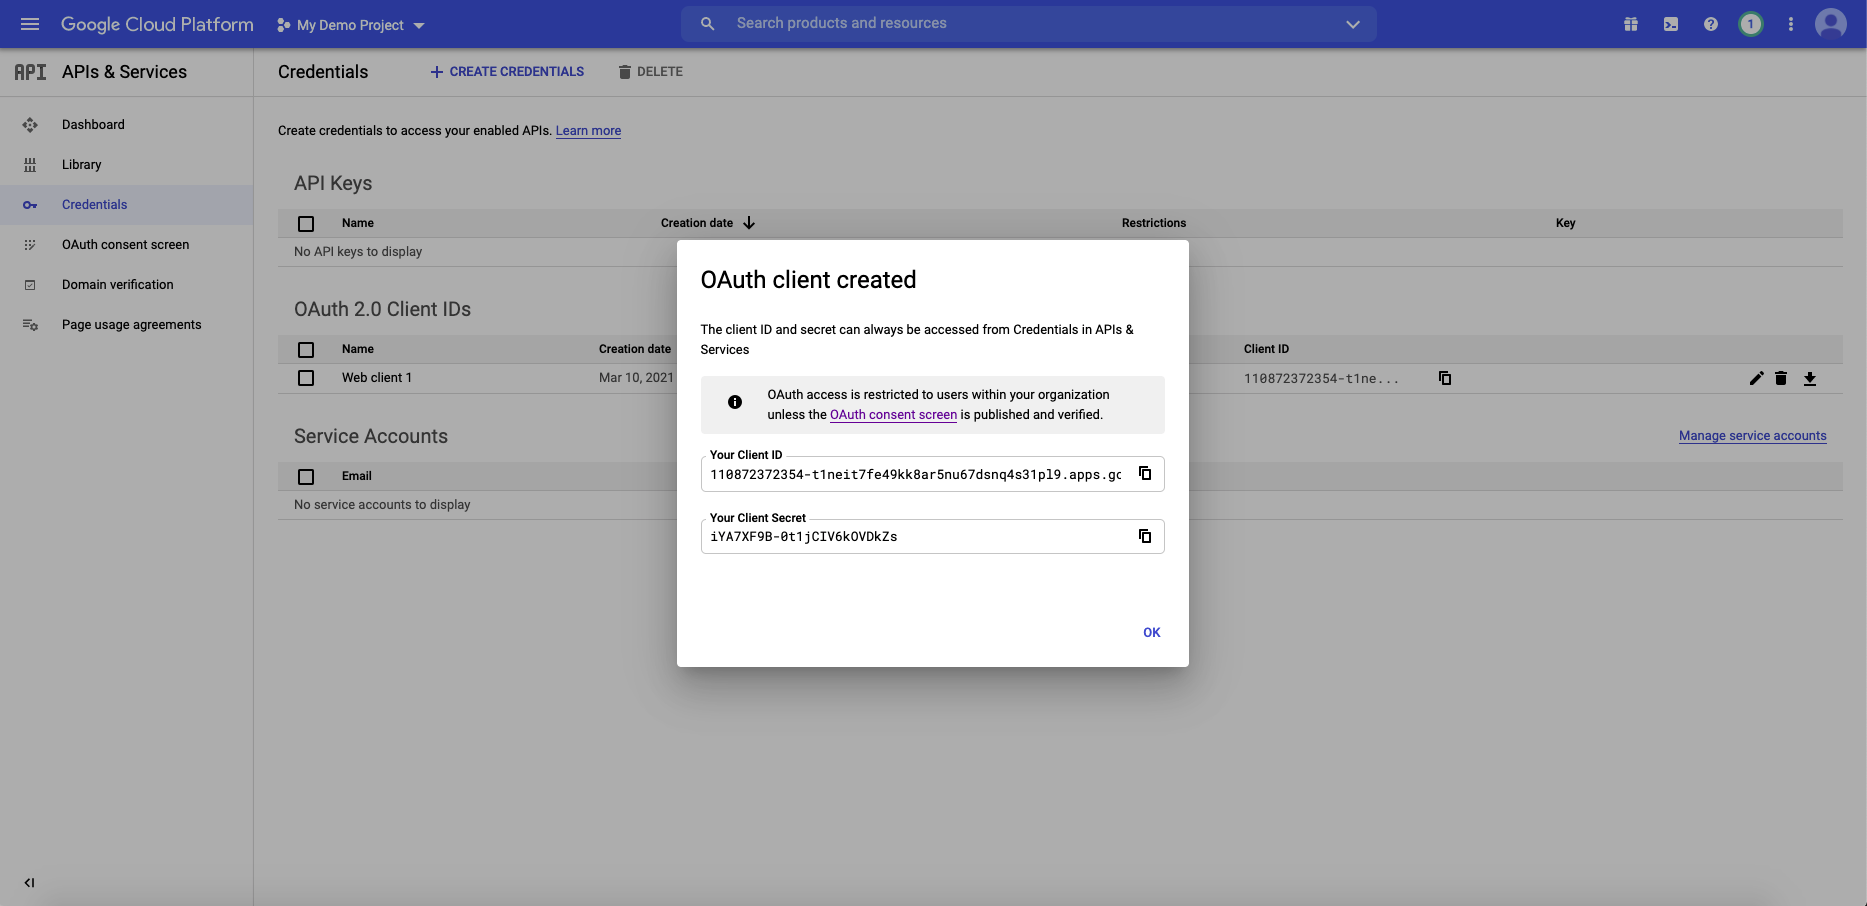 Google Cloud Platform
My Demo Project
Search products and resources
1
API
APIs & Services
Credentials
CREATE CREDENTIALS
DELETE
Dashboard
Library
Credentials
OAuth consent screen
Domain verification
Page usage agreements
Create credentials to access your enabled APIs. Learn more
API Keys
Name
Creation date
Restrictions
Key
No API keys to display
OAuth 2.0 Client IDs
Name
Creation date
Client ID
Web client 1
Mar 10, 2021
110872372354-t1ne...
Service Accounts
Manage service accounts
Email
No service accounts to display
OAuth client created
The client ID and secret can always be accessed from Credentials in APIs &
Services
OAuth access is restricted to users within your organization
unless the OAuth consent screen is published and verified.
Your Client ID
110872372354-t1neit7fe49kk8ar5nu67dsnq4s31pl9.apps.go
Your Client Secret
iYA7XF9B-0t1jCIV6kOVDkZs
OK